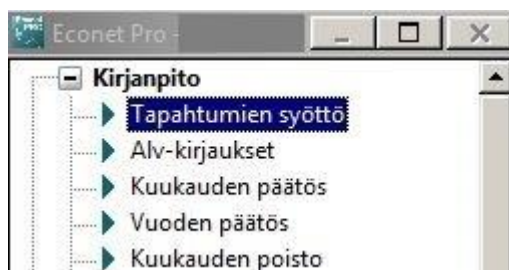 Econet Pro -
Kirjanpito
Tapahtumien syöttö
Alv-kirjaukset
Kuukauden päätös
Vuoden päätös
Kuukauden poisto